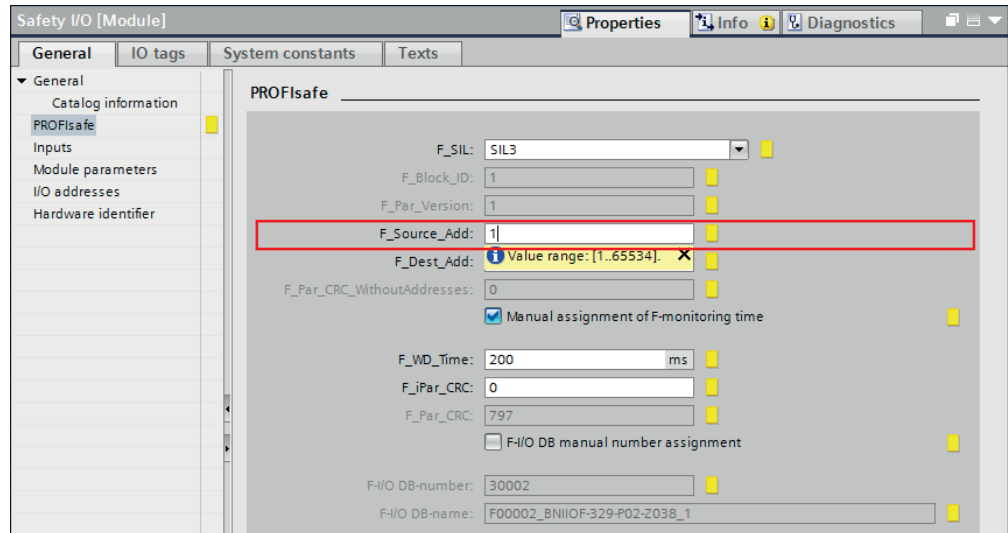 Safety I/O [Module]
Properties
Info
Diagnostics
General
IO tags
System constants
Texts
General
Catalog information
PROFIsafe
Inputs
Module parameters
I/O addresses
Hardware identifier
PROFIsafe
F_SIL: SIL3
F_Block_ID: 1
F_Par_Version: 1
F_Source_Add: 1
F_Dest_Add: Value range: [1..65534].
F_Par_CRC_WithoutAddresses: 0
Manual assignment of F-monitoring time
F_WD_Time: 200 ms
F_iPar_CRC: 0
F_Par_CRC: 797
F-I/O DB manual number assignment
F-I/O DB-number: 30002
F-I/O DB-name: F00002_BNIIOF-329-P02-Z038_1